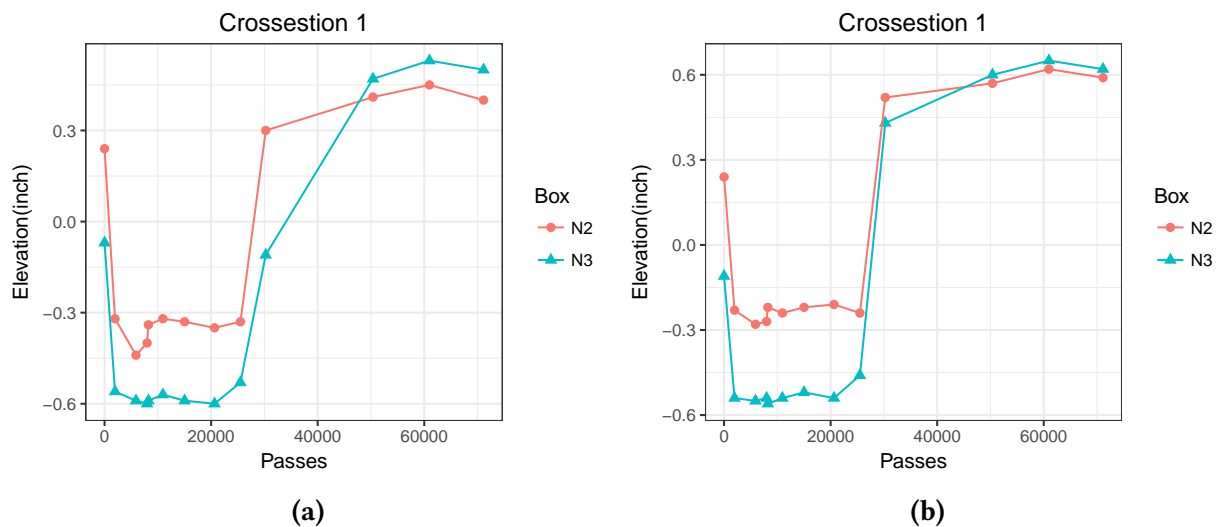 Crossestion 1
Elevation(inch)
0.3
0.0
−0.3
−0.6
0
20000
40000
60000
Passes
Box
N2
N3
(a)
Crossestion 1
Elevation(inch)
0.6
0.3
0.0
−0.3
−0.6
0
20000
40000
60000
Passes
Box
N2
N3
(b)